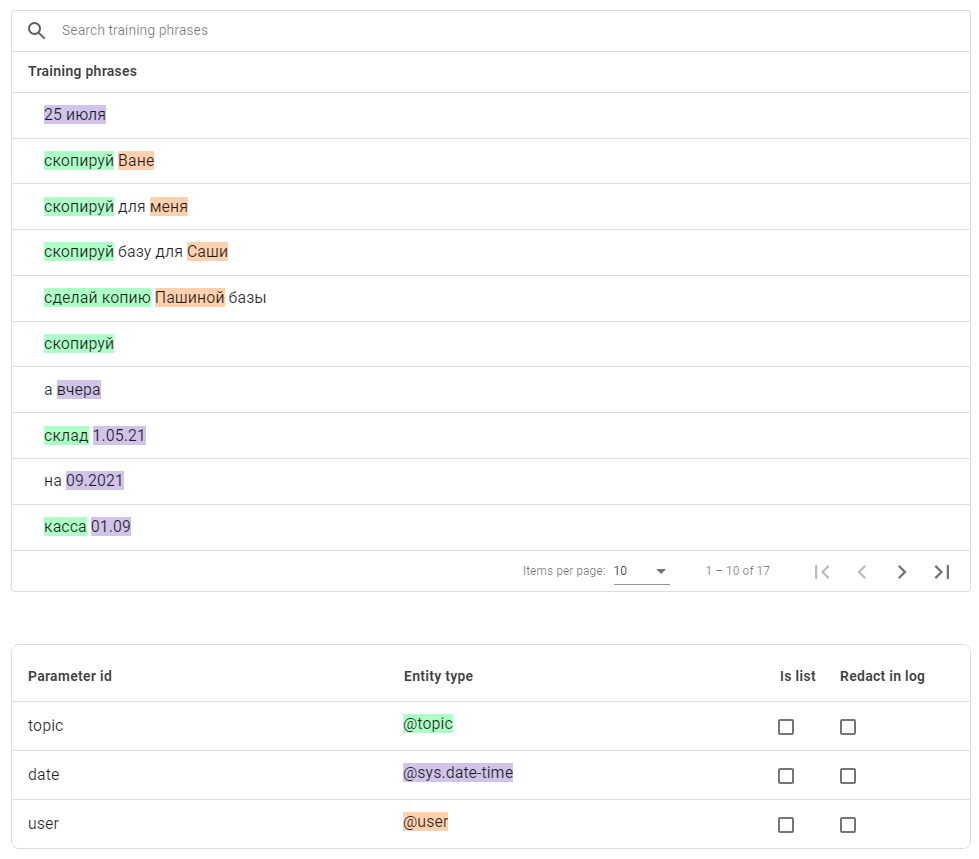 Search training phrases
Training phrases
25 июля
скопируй Ване
скопируй для меня
скопируй базу для Саши
сделай копию Пашиной базы
скопируй
а вчера
склад 1.05.21
на 09.2021
касса 01.09
Items per page: 10 1 – 10 of 17
Parameter id Entity type Is list Redact in log
topic @topic
date @sys.date-time
user @user